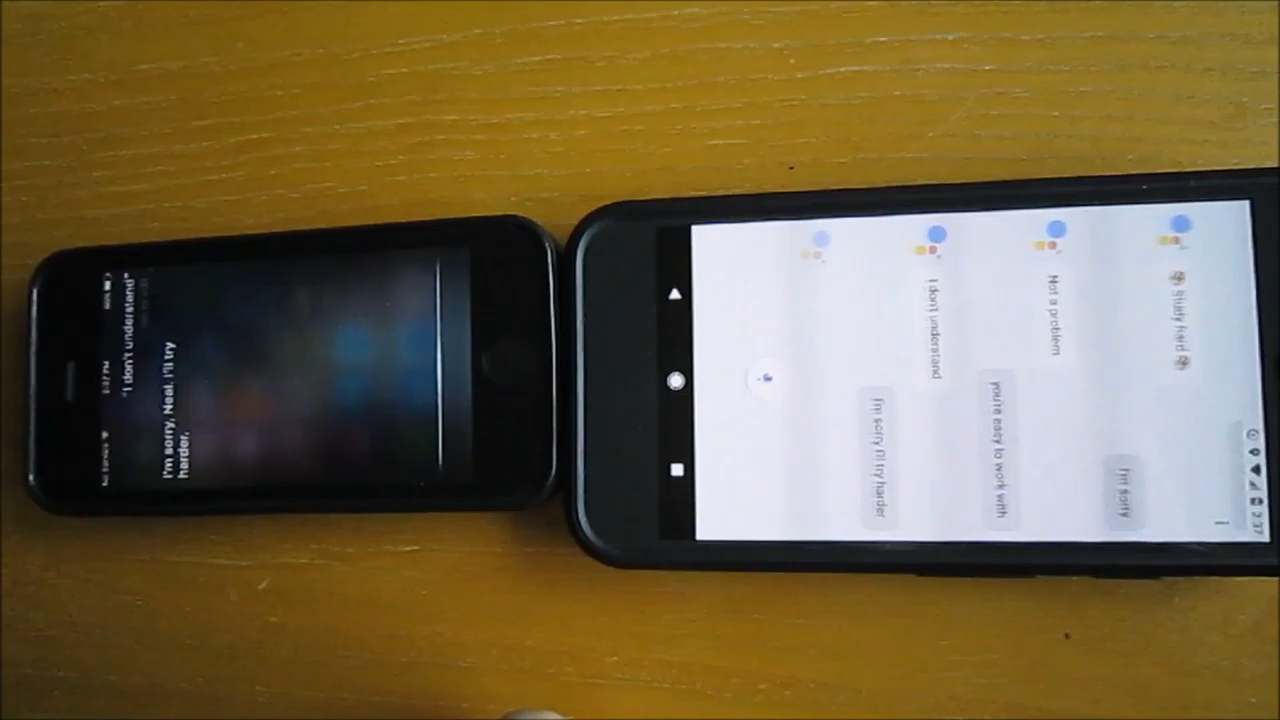 "I don't understand"
I'm sorry, Neal. I'll try
harder.
Study hard
I'm sorry
Not a problem
you're easy to work with
I don't understand
I'm sorry I'll try harder